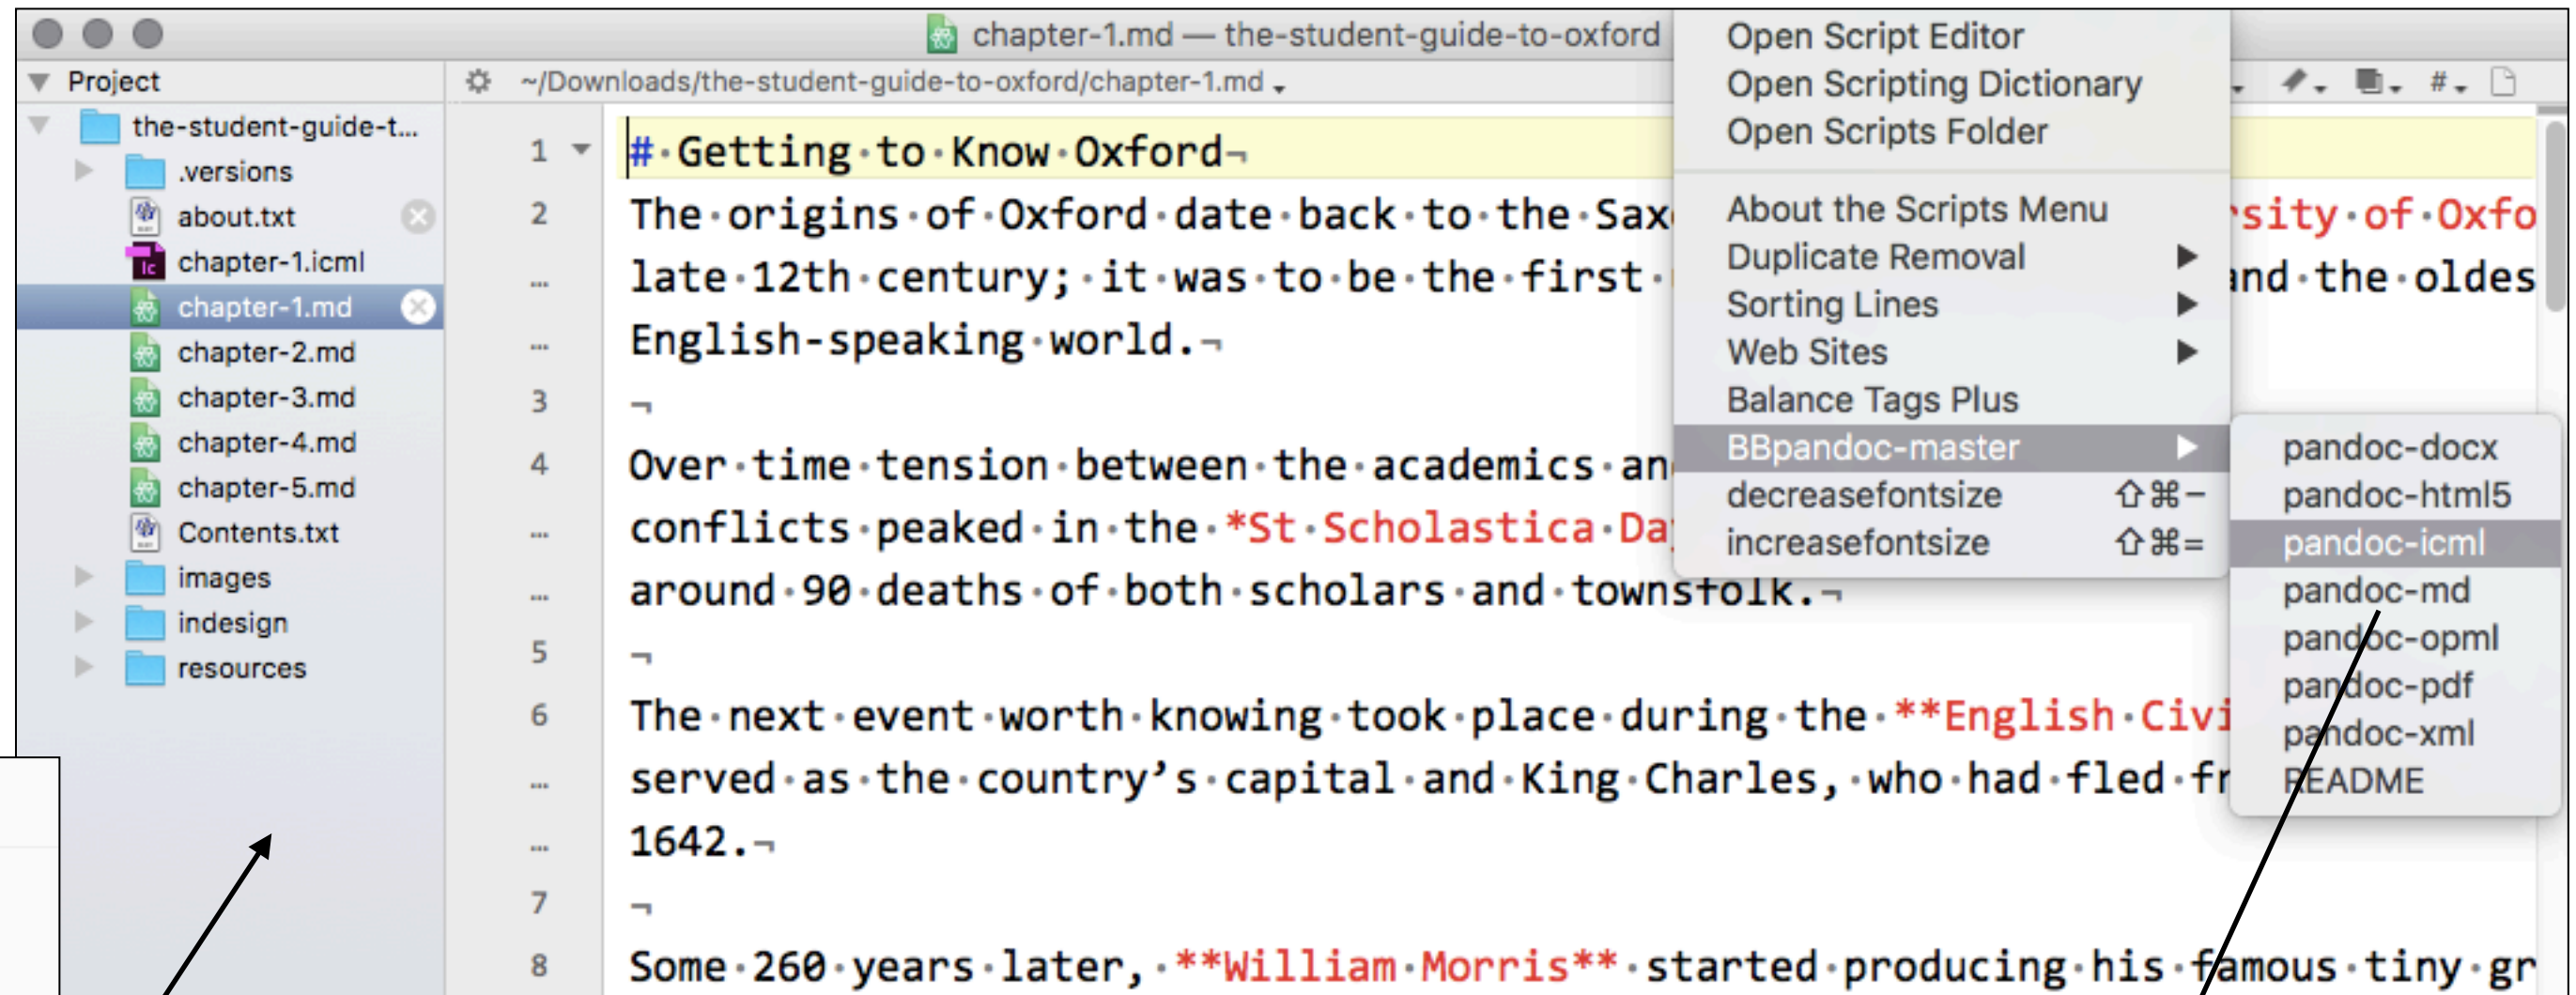 chapter-1.md — the-student-guide-to-oxford
Project
~/Downloads/the-student-guide-to-oxford/chapter-1.md
#
the-student-guide-t...
.versions
about.txt
chapter-1.icml
chapter-1.md
chapter-2.md
chapter-3.md
chapter-4.md
chapter-5.md
Contents.txt
images
indesign
resources
1 #·Getting·to·Know·Oxford¬
2 The·origins·of·Oxford·date·back·to·the·Sax rsity·of·Oxfo
… late·12th·century;·it·was·to·be·the·first· and·the·oldes
… English-speaking·world.¬
3 ¬
4 Over·time·tension·between·the·academics·an
… conflicts·peaked·in·the·*St·Scholastica·Day
… around·90·deaths·of·both·scholars·and·townsfolk.¬
5 ¬
6 The·next·event·worth·knowing·took·place·during·the·**English·Civi
… served·as·the·country’s·capital·and·King·Charles,·who·had·fled·fr
… 1642.¬
7 ¬
8 Some·260·years·later,·**William·Morris**·started·producing·his·famous·tiny·gr
Open Script Editor
Open Scripting Dictionary
Open Scripts Folder
About the Scripts Menu
Duplicate Removal
Sorting Lines
Web Sites
Balance Tags Plus
BBpandoc-master
decreasefontsize ⇧⌘−
increasefontsize ⇧⌘=
pandoc-docx
pandoc-html5
pandoc-icml
pandoc-md
pandoc-opml
pandoc-pdf
pandoc-xml
README